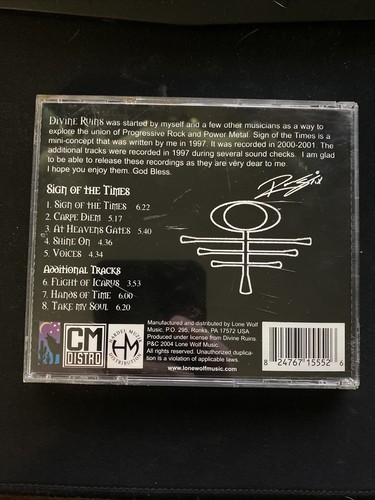 Divine Ruins was started by myself and a few other musicians as a way to
explore the union of Progressive Rock and Power Metal. Sign of the Times is a
mini-concept that was written by me in 1997. It was recorded in 2000-2001. The
additional tracks were recorded in 1997 during several sound checks. I am glad
to be able to release these recordings as they are very dear to me.
I hope you enjoy them. God Bless.
Sign of the Times
1. Sign of the Times 6.22
2. Carpe Diem 5.17
3. At Heavens Gates 5.40
4. Shine On 4.36
5. Voices 4.34
Additional Tracks
6. Flight of Icarus 3.53
7. Hands of Time 6.00
8. Take my Soul 6.20
CM
DISTRO
HM
Manufactured and distributed by Lone Wolf
Music, P.O. 295, Ronks, PA 17572 USA
Produced under license from Divine Ruins.
P&C 2004 Lone Wolf Music.
All rights reserved. Unauthorized duplica-
tion is a violation of applicable laws.
www.lonewolfmusic.com
8 24767 15552 6